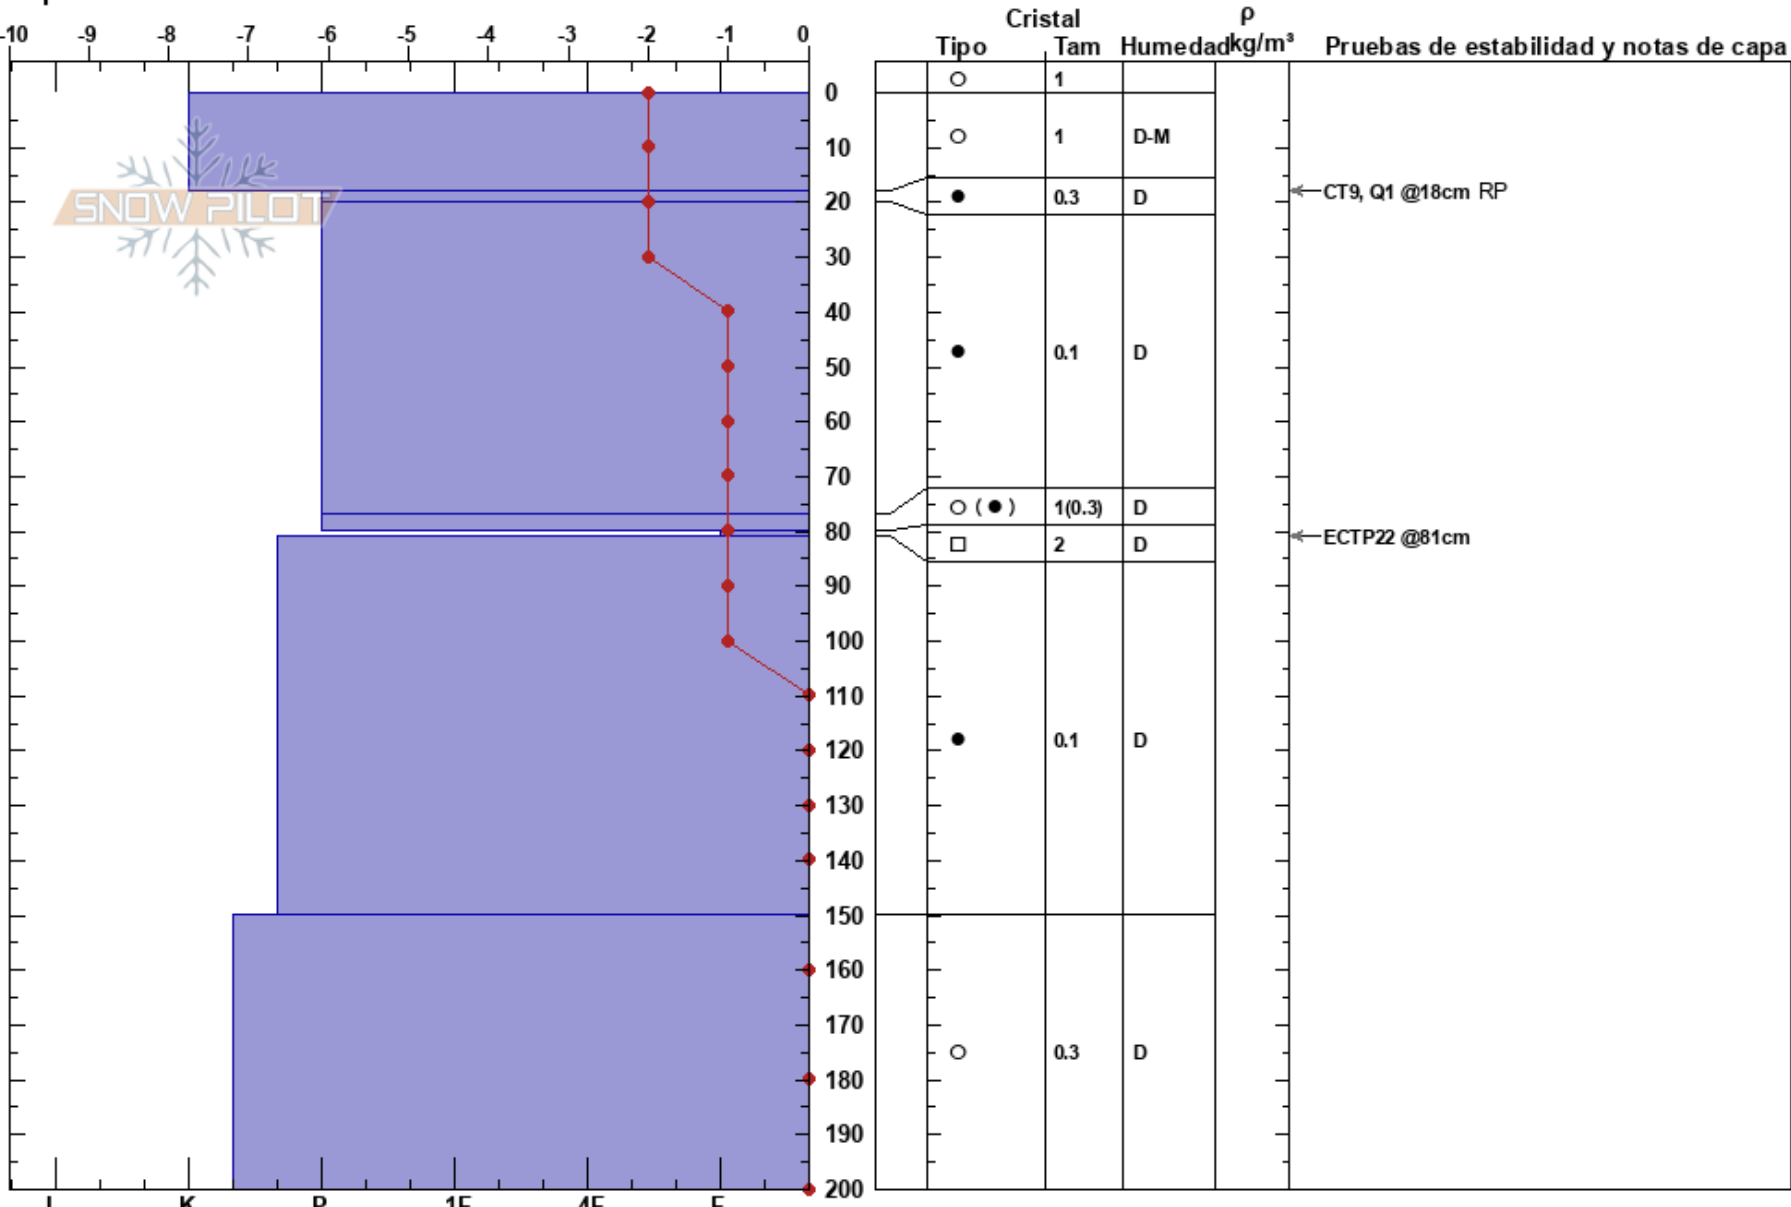 Cristal ρ
-10 -9 -8 -7 -6 -5 -4 -3 -2 -1 0 Tipo Tam Humedad kg/m³ Pruebas de estabilidad y notas de capa
1
0
10 1 D-M
SNOW PILOT 20 0.3 D CT9, Q1 @18cm RP
30
40
50 0.1 D
60
70
1(0.3) D
80 2 D ECTP22 @81cm
90
100
110
120 0.1 D
130
140
150
160
170
0.3 D
180
190
200
I K P 1F 4F F